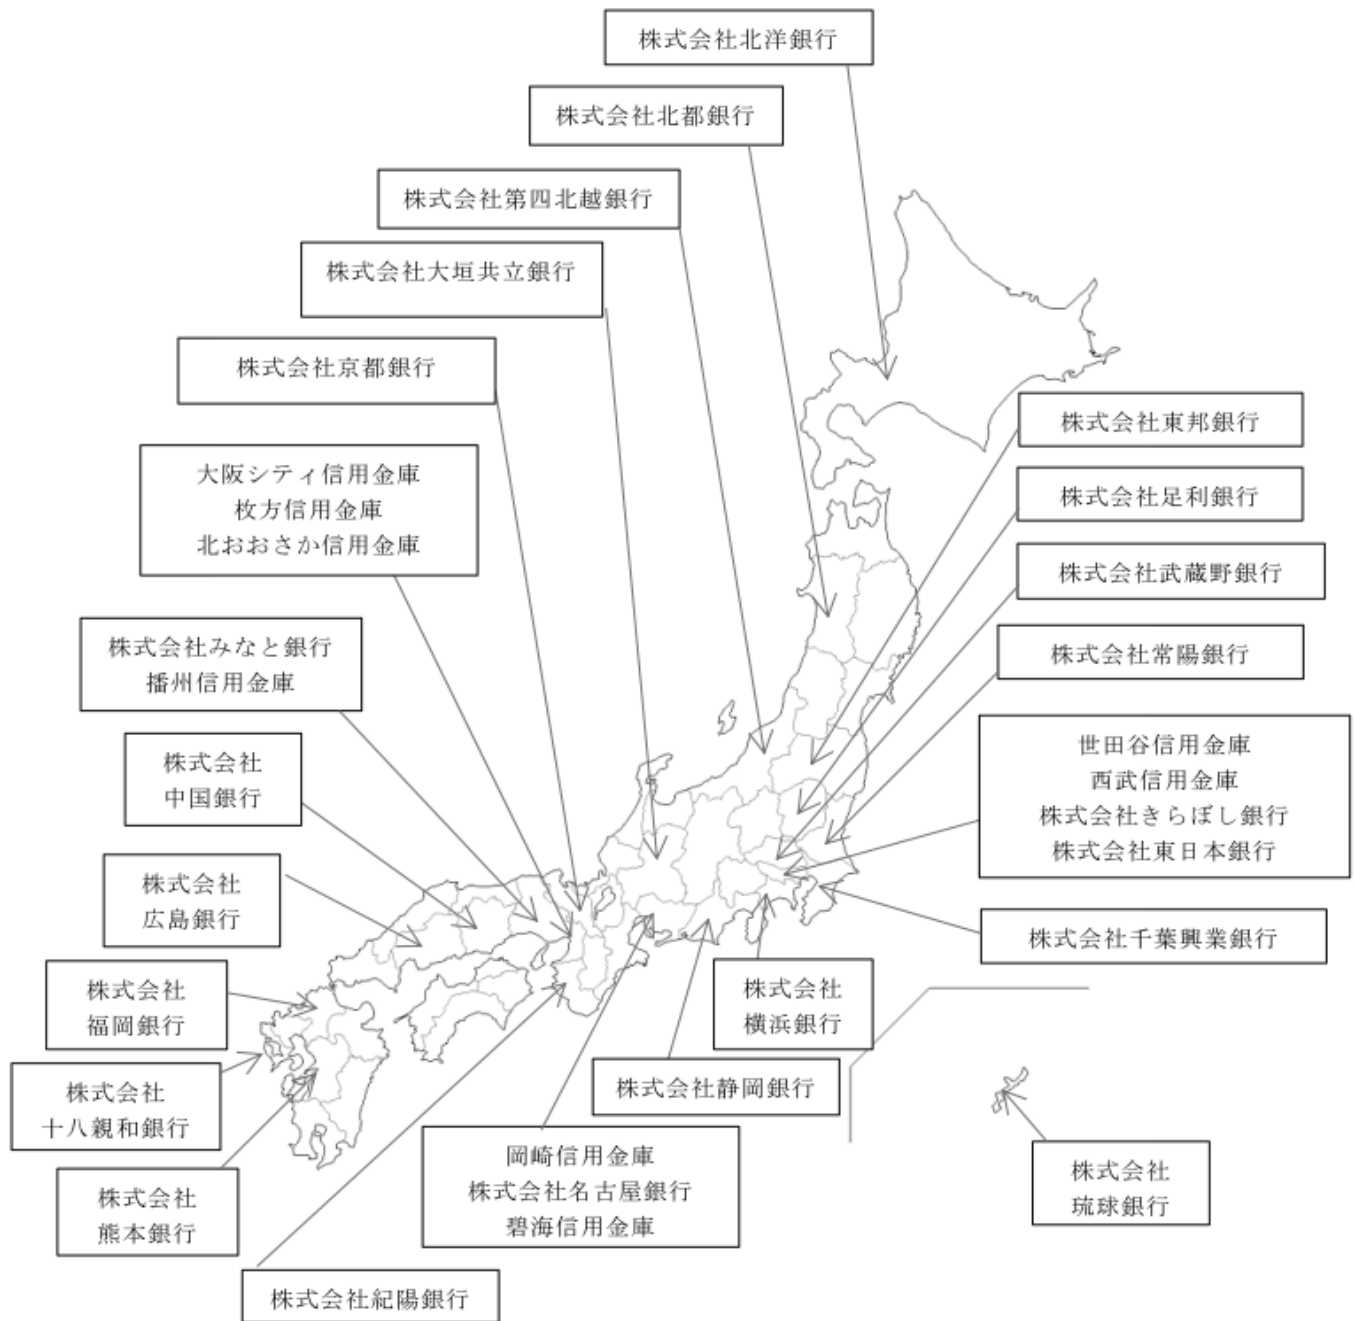 株式会社北洋銀行
株式会社北都銀行
株式会社第四北越銀行
株式会社大垣共立銀行
株式会社京都銀行
大阪シティ信用金庫
枚方信用金庫
北おおさか信用金庫
株式会社みなと銀行
播州信用金庫
株式会社
中国銀行
株式会社
広島銀行
株式会社
福岡銀行
株式会社
十八親和銀行
株式会社
熊本銀行
株式会社紀陽銀行
岡崎信用金庫
株式会社名古屋銀行
碧海信用金庫
株式会社静岡銀行
株式会社
横浜銀行
株式会社東邦銀行
株式会社足利銀行
株式会社武蔵野銀行
株式会社常陽銀行
世田谷信用金庫
西武信用金庫
株式会社きらぼし銀行
株式会社東日本銀行
株式会社千葉興業銀行
株式会社
琉球銀行